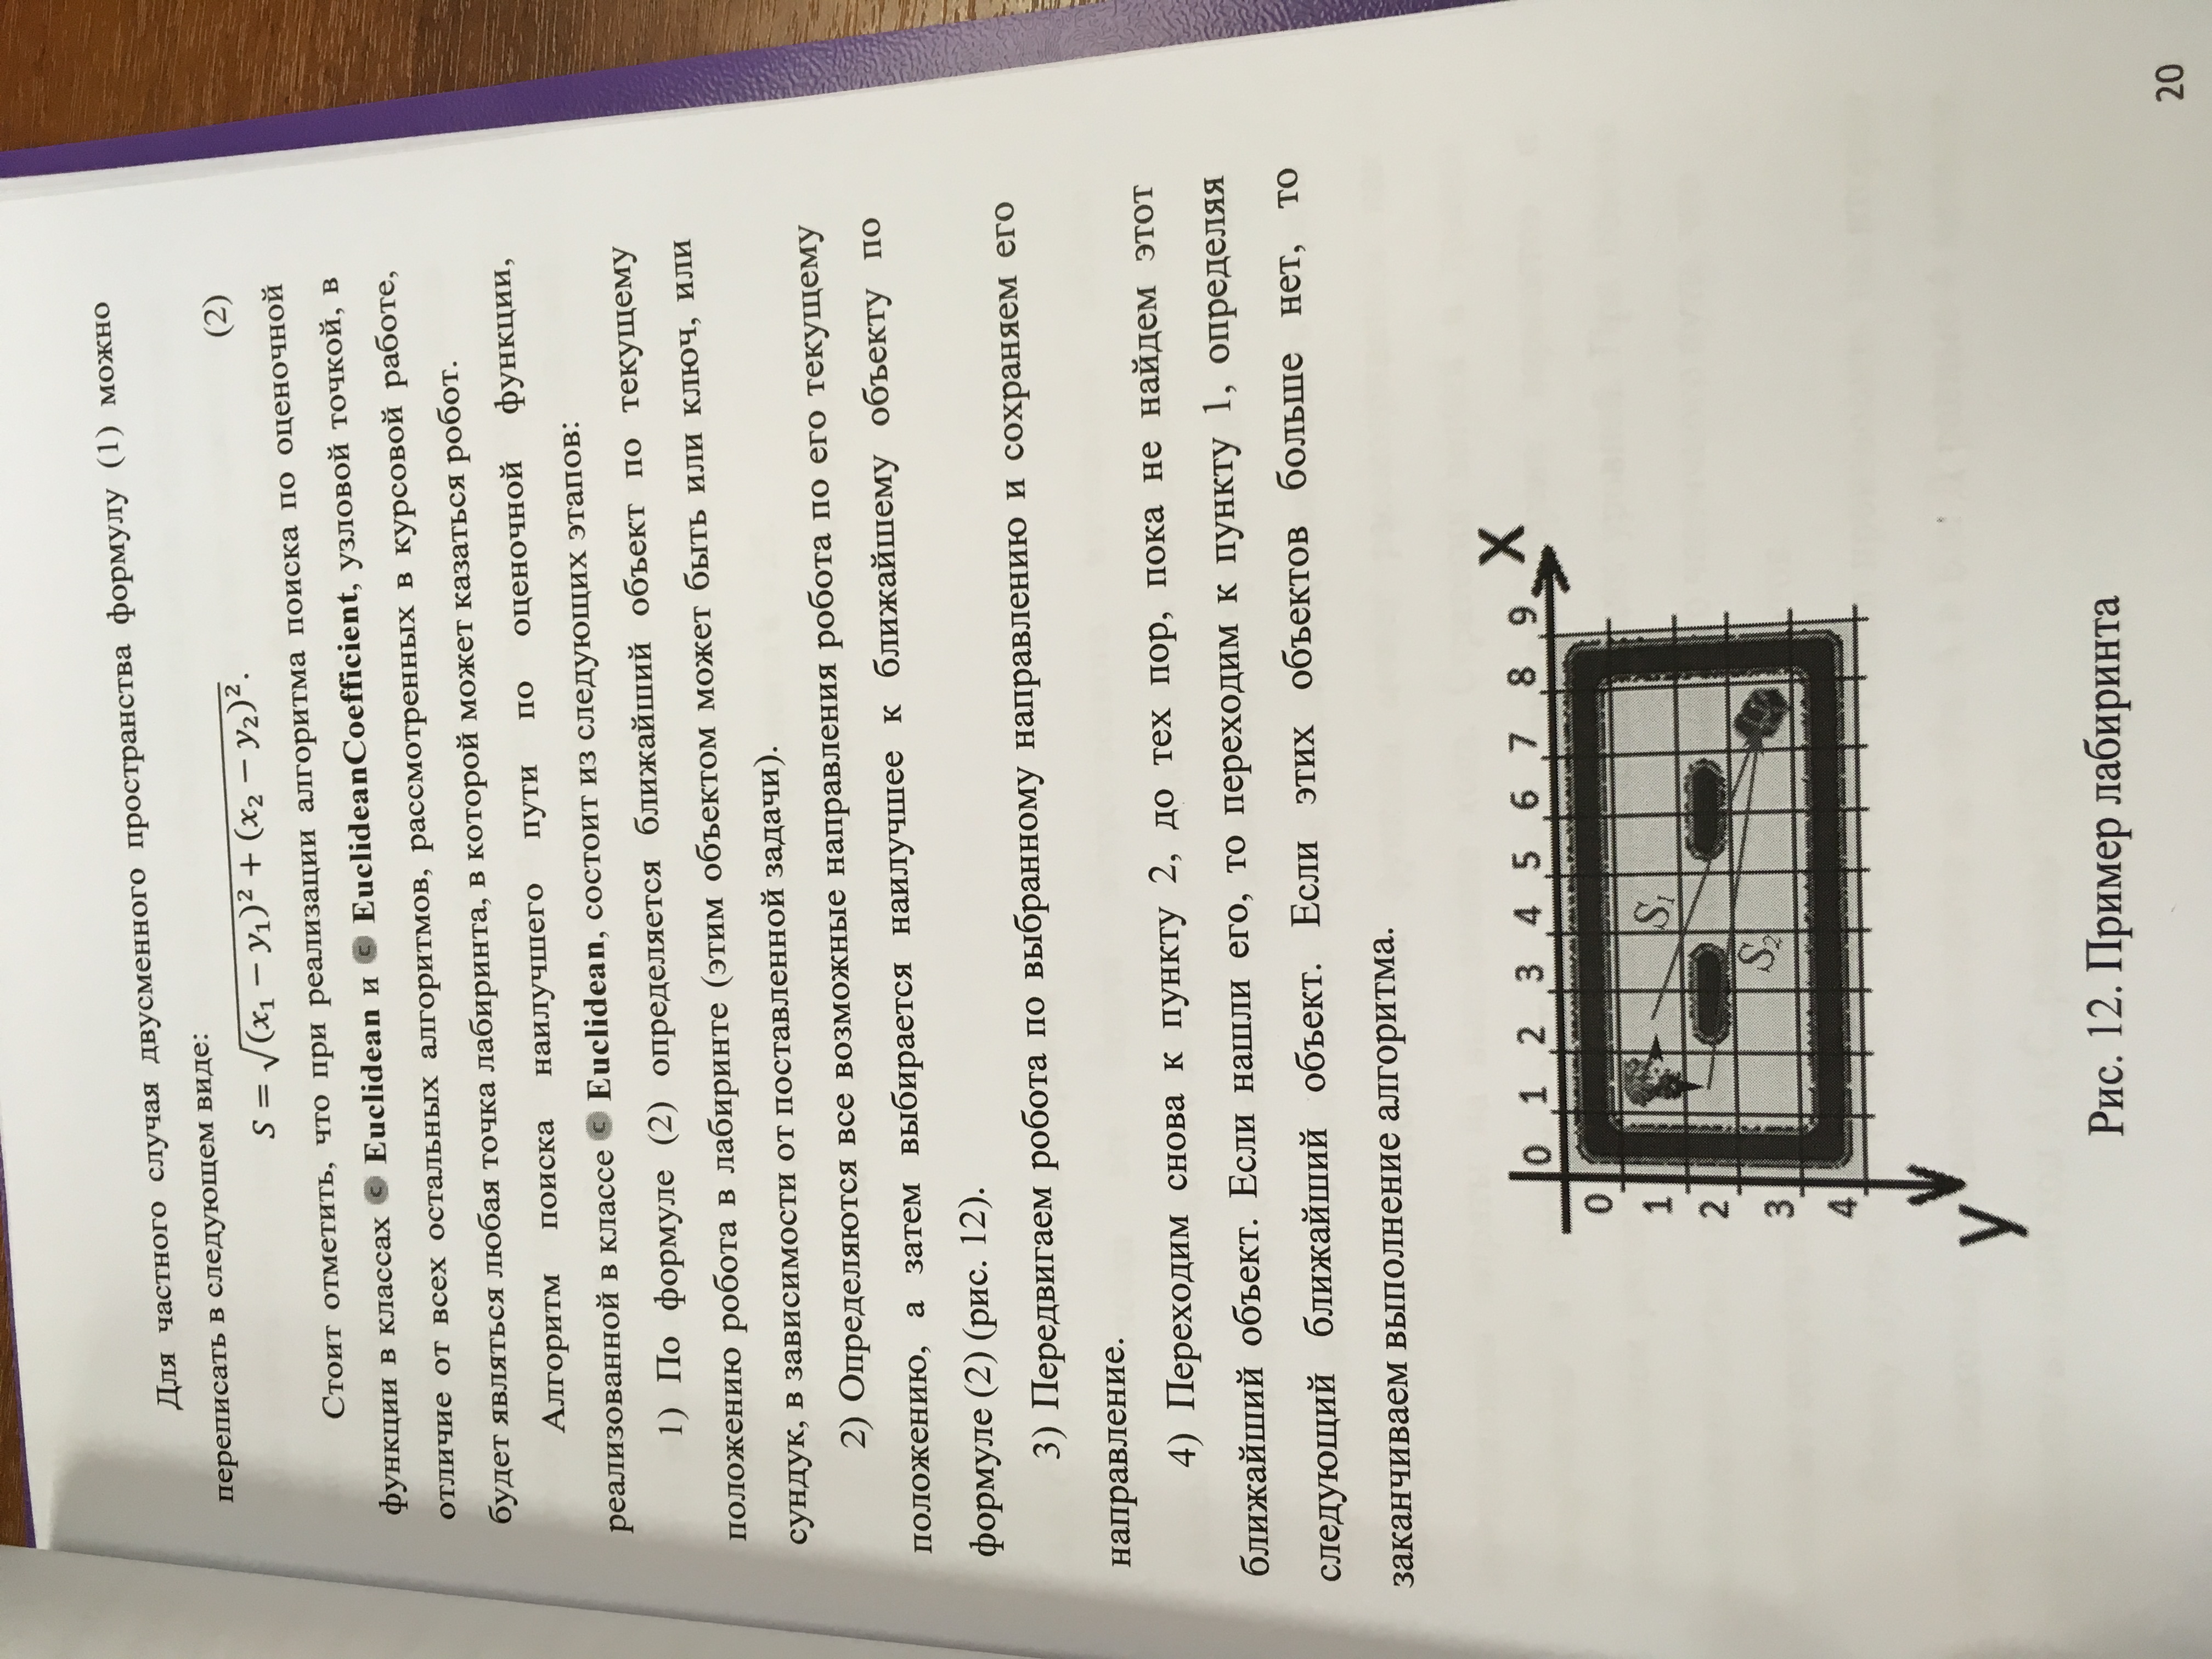 Для частного случая двусменного пространства формулу (1) можно
переписать в следующем виде:
S = √(x₁ − y₁)² + (x₂ − y₂)². (2)
Стоит отметить, что при реализации алгоритма поиска по оценочной
функции в классах C Euclidean и C EuclideanCoefficient, узловой точкой, в
отличие от всех остальных алгоритмов, рассмотренных в курсовой работе,
будет являться любая точка лабиринта, в которой может казаться робот.
Алгоритм поиска наилучшего пути по оценочной функции,
реализованной в классе C Euclidean, состоит из следующих этапов:
1) По формуле (2) определяется ближайший объект по текущему
положению робота в лабиринте (этим объектом может быть или ключ, или
сундук, в зависимости от поставленной задачи).
2) Определяются все возможные направления робота по его текущему
положению, а затем выбирается наилучшее к ближайшему объекту по
формуле (2) (рис. 12).
3) Передвигаем робота по выбранному направлению и сохраняем его
направление.
4) Переходим снова к пункту 2, до тех пор, пока не найдем этот
ближайший объект. Если нашли его, то переходим к пункту 1, определяя
следующий ближайший объект. Если этих объектов больше нет, то
заканчиваем выполнение алгоритма.
0 1 2 3 4 5 6 7 8 9 X
0
1
S₁
2
S₂
3
4
y
Рис. 12. Пример лабиринта
20